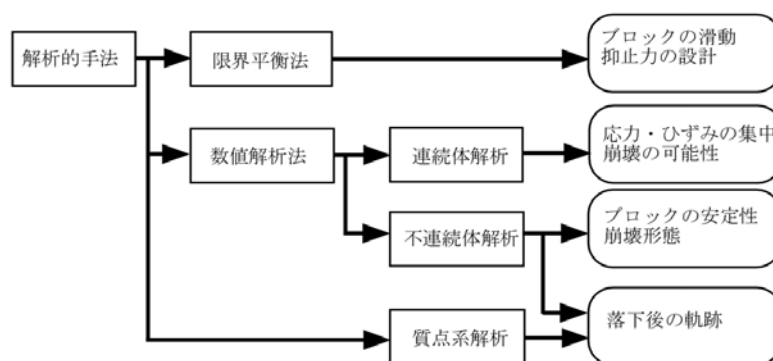 ブロックの滑動
抑止力の設計
解析的手法
限界平衡法
応力・ひずみの集中
崩壊の可能性
数値解析法
連続体解析
ブロックの安定性
崩壊形態
不連続体解析
落下後の軌跡
質点系解析